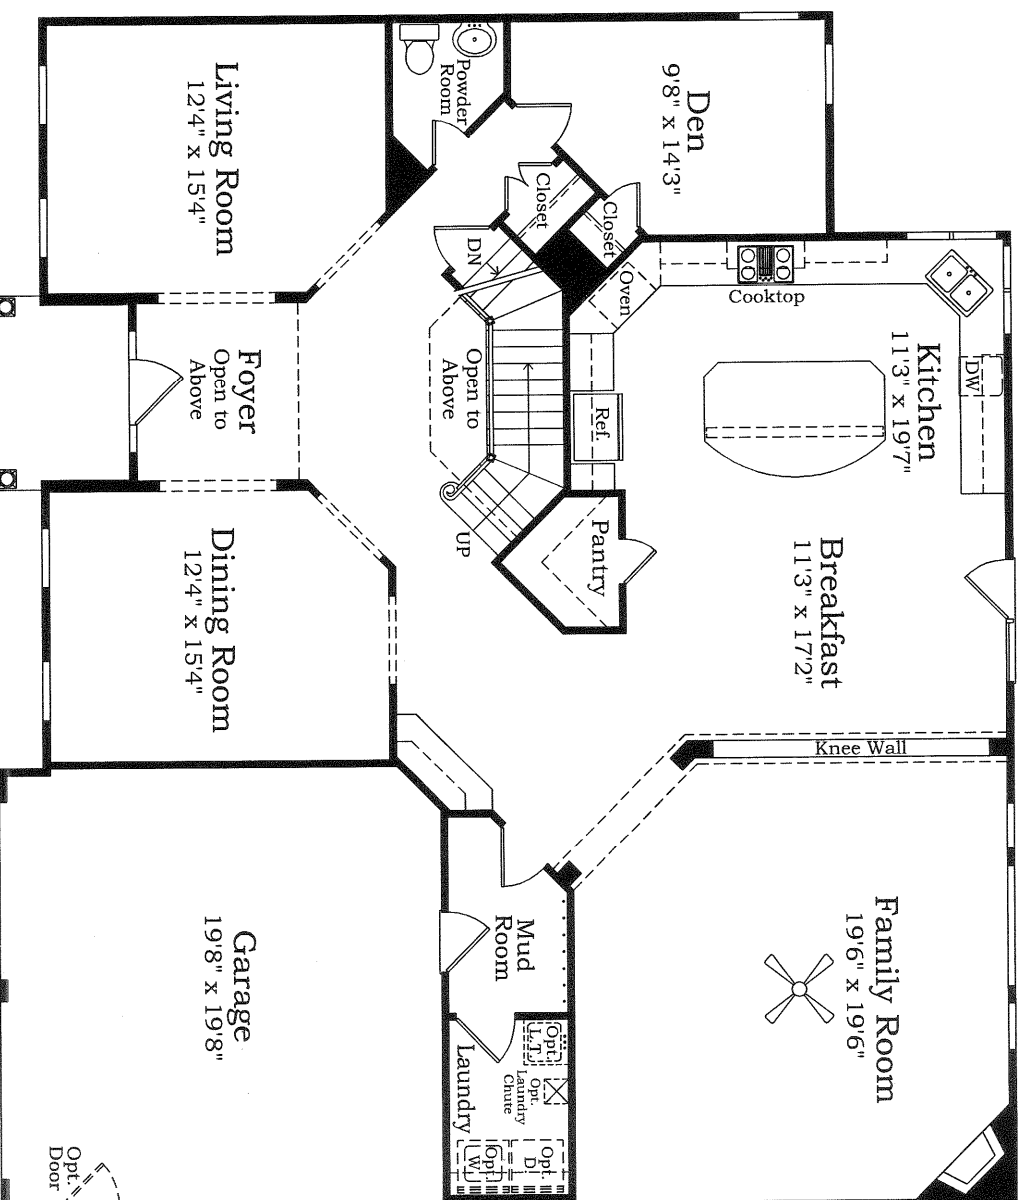 Living Room
12'4" x 15'4"
Powder
Room
Den
9'8" x 14'3"
Closet
Closet
DN
Oven
Cooktop
Kitchen
11'3" x 19'7"
DW
Ref.
Foyer
Open to
Above
Open to
Above
UP
Pantry
Breakfast
11'3" x 17'2"
Dining Room
12'4" x 15'4"
Knee Wall
Family Room
19'6" x 19'6"
Mud
Room
Garage
19'8" x 19'8"
Laundry
Opt.
L.T.
Opt.
Laundry
Chute
Opt.
W.
Opt.
D.
Opt.
Door